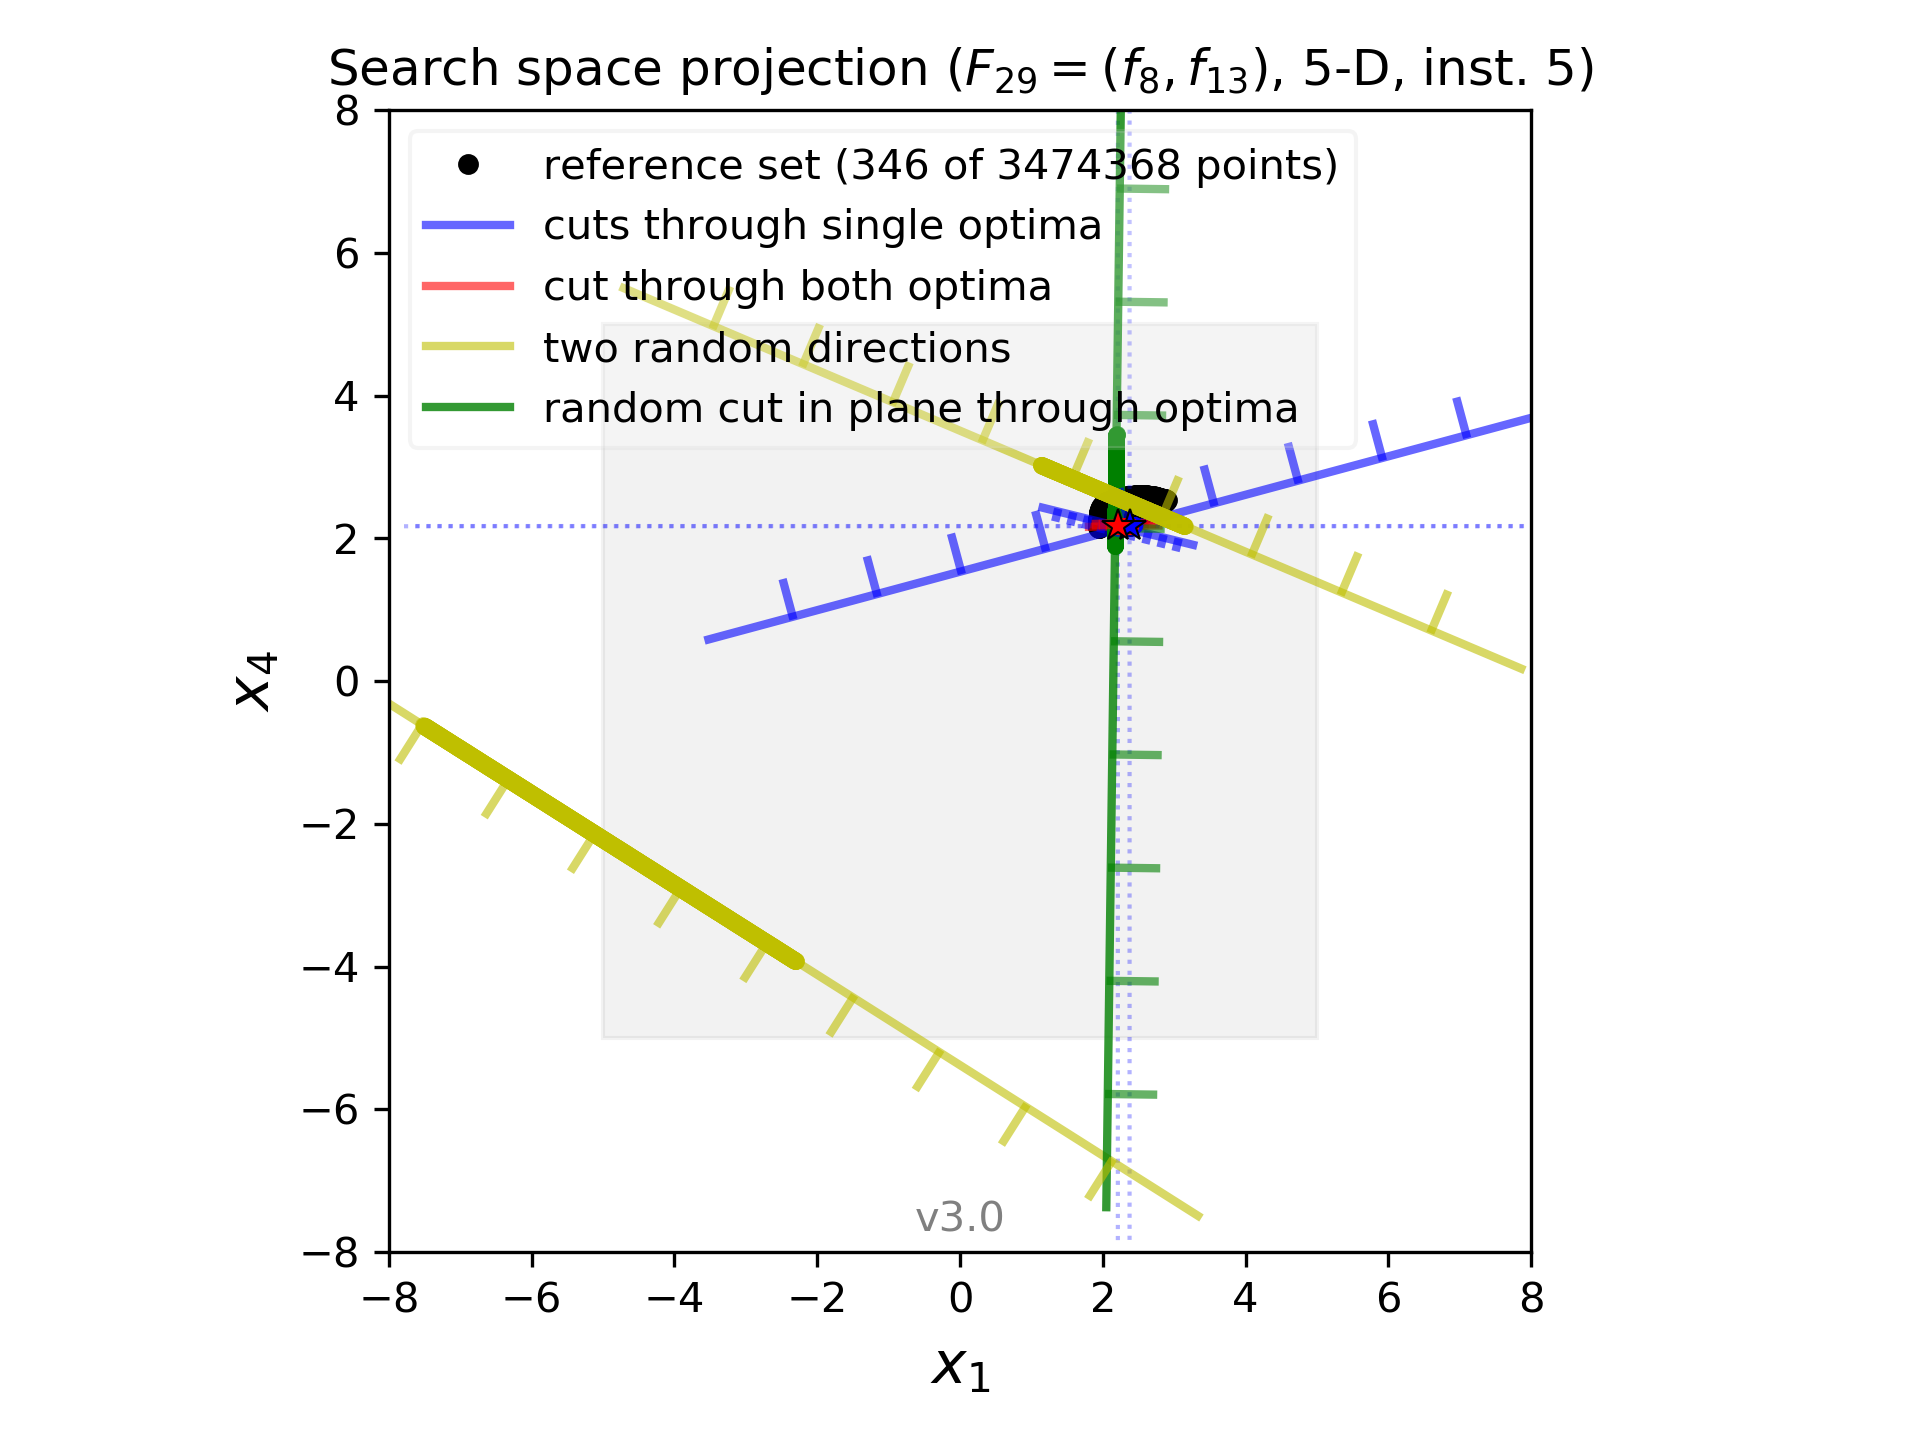 Search space projection (F₂₉ = (f₈, f₁₃), 5-D, inst. 5)
reference set (346 of 3474368 points)
cuts through single optima
cut through both optima
two random directions
random cut in plane through optima
8
6
4
2
0
−2
−4
−6
−8
x₄
v3.0
−8 −6 −4 −2 0 2 4 6 8
x₁